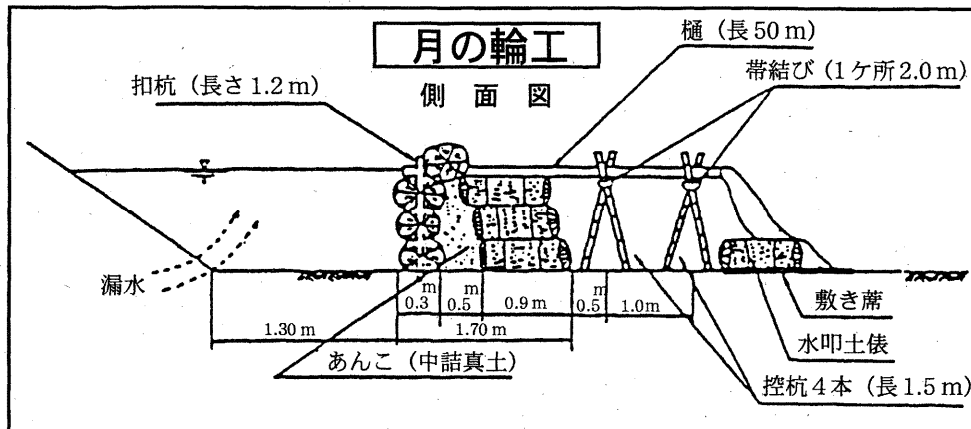 月の輪工
側面図
樋（長50m）
帯結び（1ケ所2.0m）
扣杭（長さ1.2m）
漏水
0.3m
0.5m
0.9m
0.5m
1.0m
1.30m
1.70m
あんこ（中詰真土）
敷き蓆
水叩土俵
控杭4本（長1.5m）